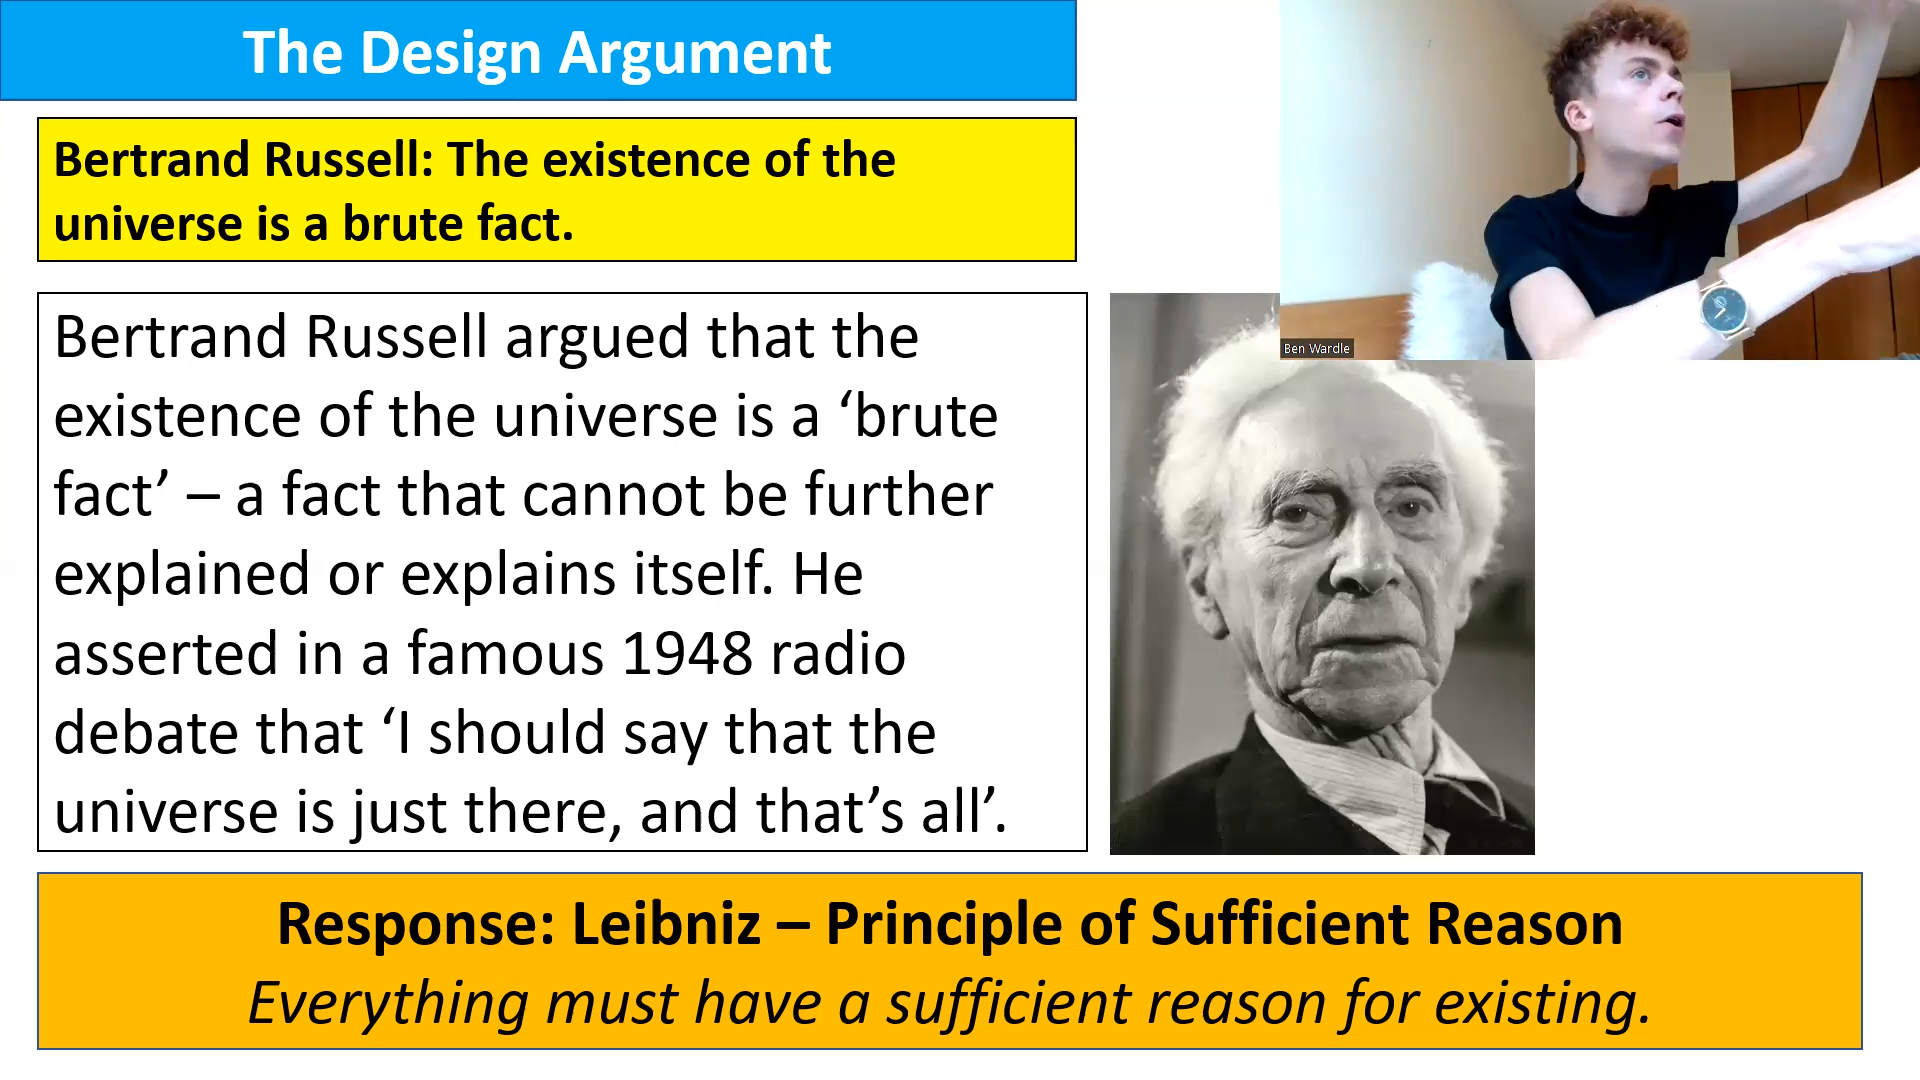 The Design Argument
Bertrand Russell: The existence of the
universe is a brute fact.
Ben Wardle
Bertrand Russell argued that the
existence of the universe is a ‘brute
fact’ – a fact that cannot be further
explained or explains itself. He
asserted in a famous 1948 radio
debate that ‘I should say that the
universe is just there, and that’s all’.
Response: Leibniz – Principle of Sufficient Reason
Everything must have a sufficient reason for existing.